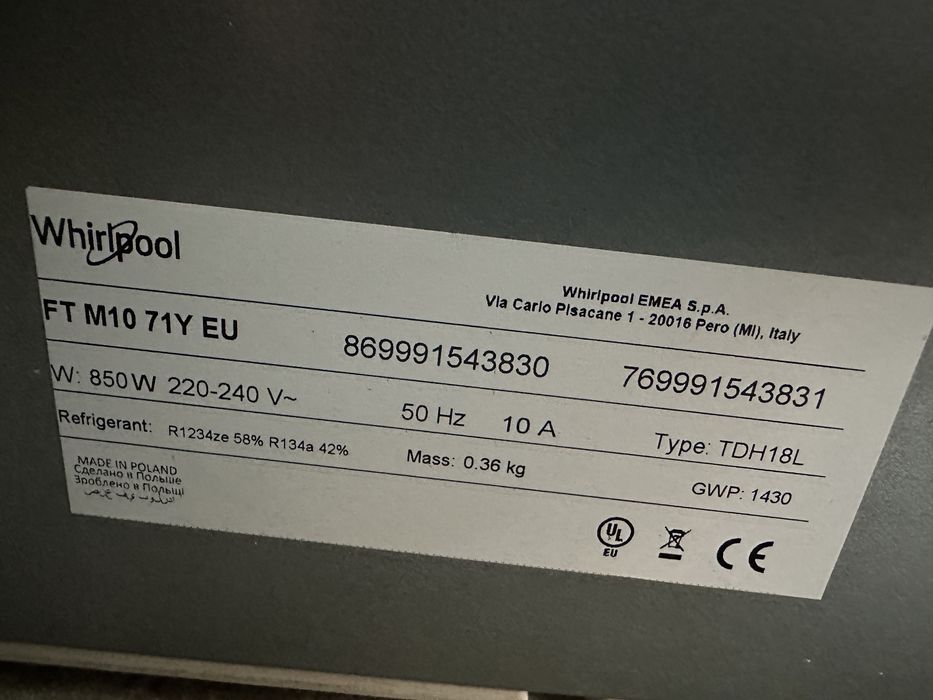 Whirlpool
Whirlpool EMEA S.p.A.
Via Carlo Pisacane 1 - 20016 Pero (MI), Italy
FT M10 71Y EU 869991543830 769991543831
W: 850W 220-240 V~ 50 Hz 10 A Type: TDH18L
Refrigerant: R1234ze 58% R134a 42% Mass: 0.36 kg GWP: 1430
MADE IN POLAND
Сделано в Польше
Зроблено в Польщі
UL
EU
CE